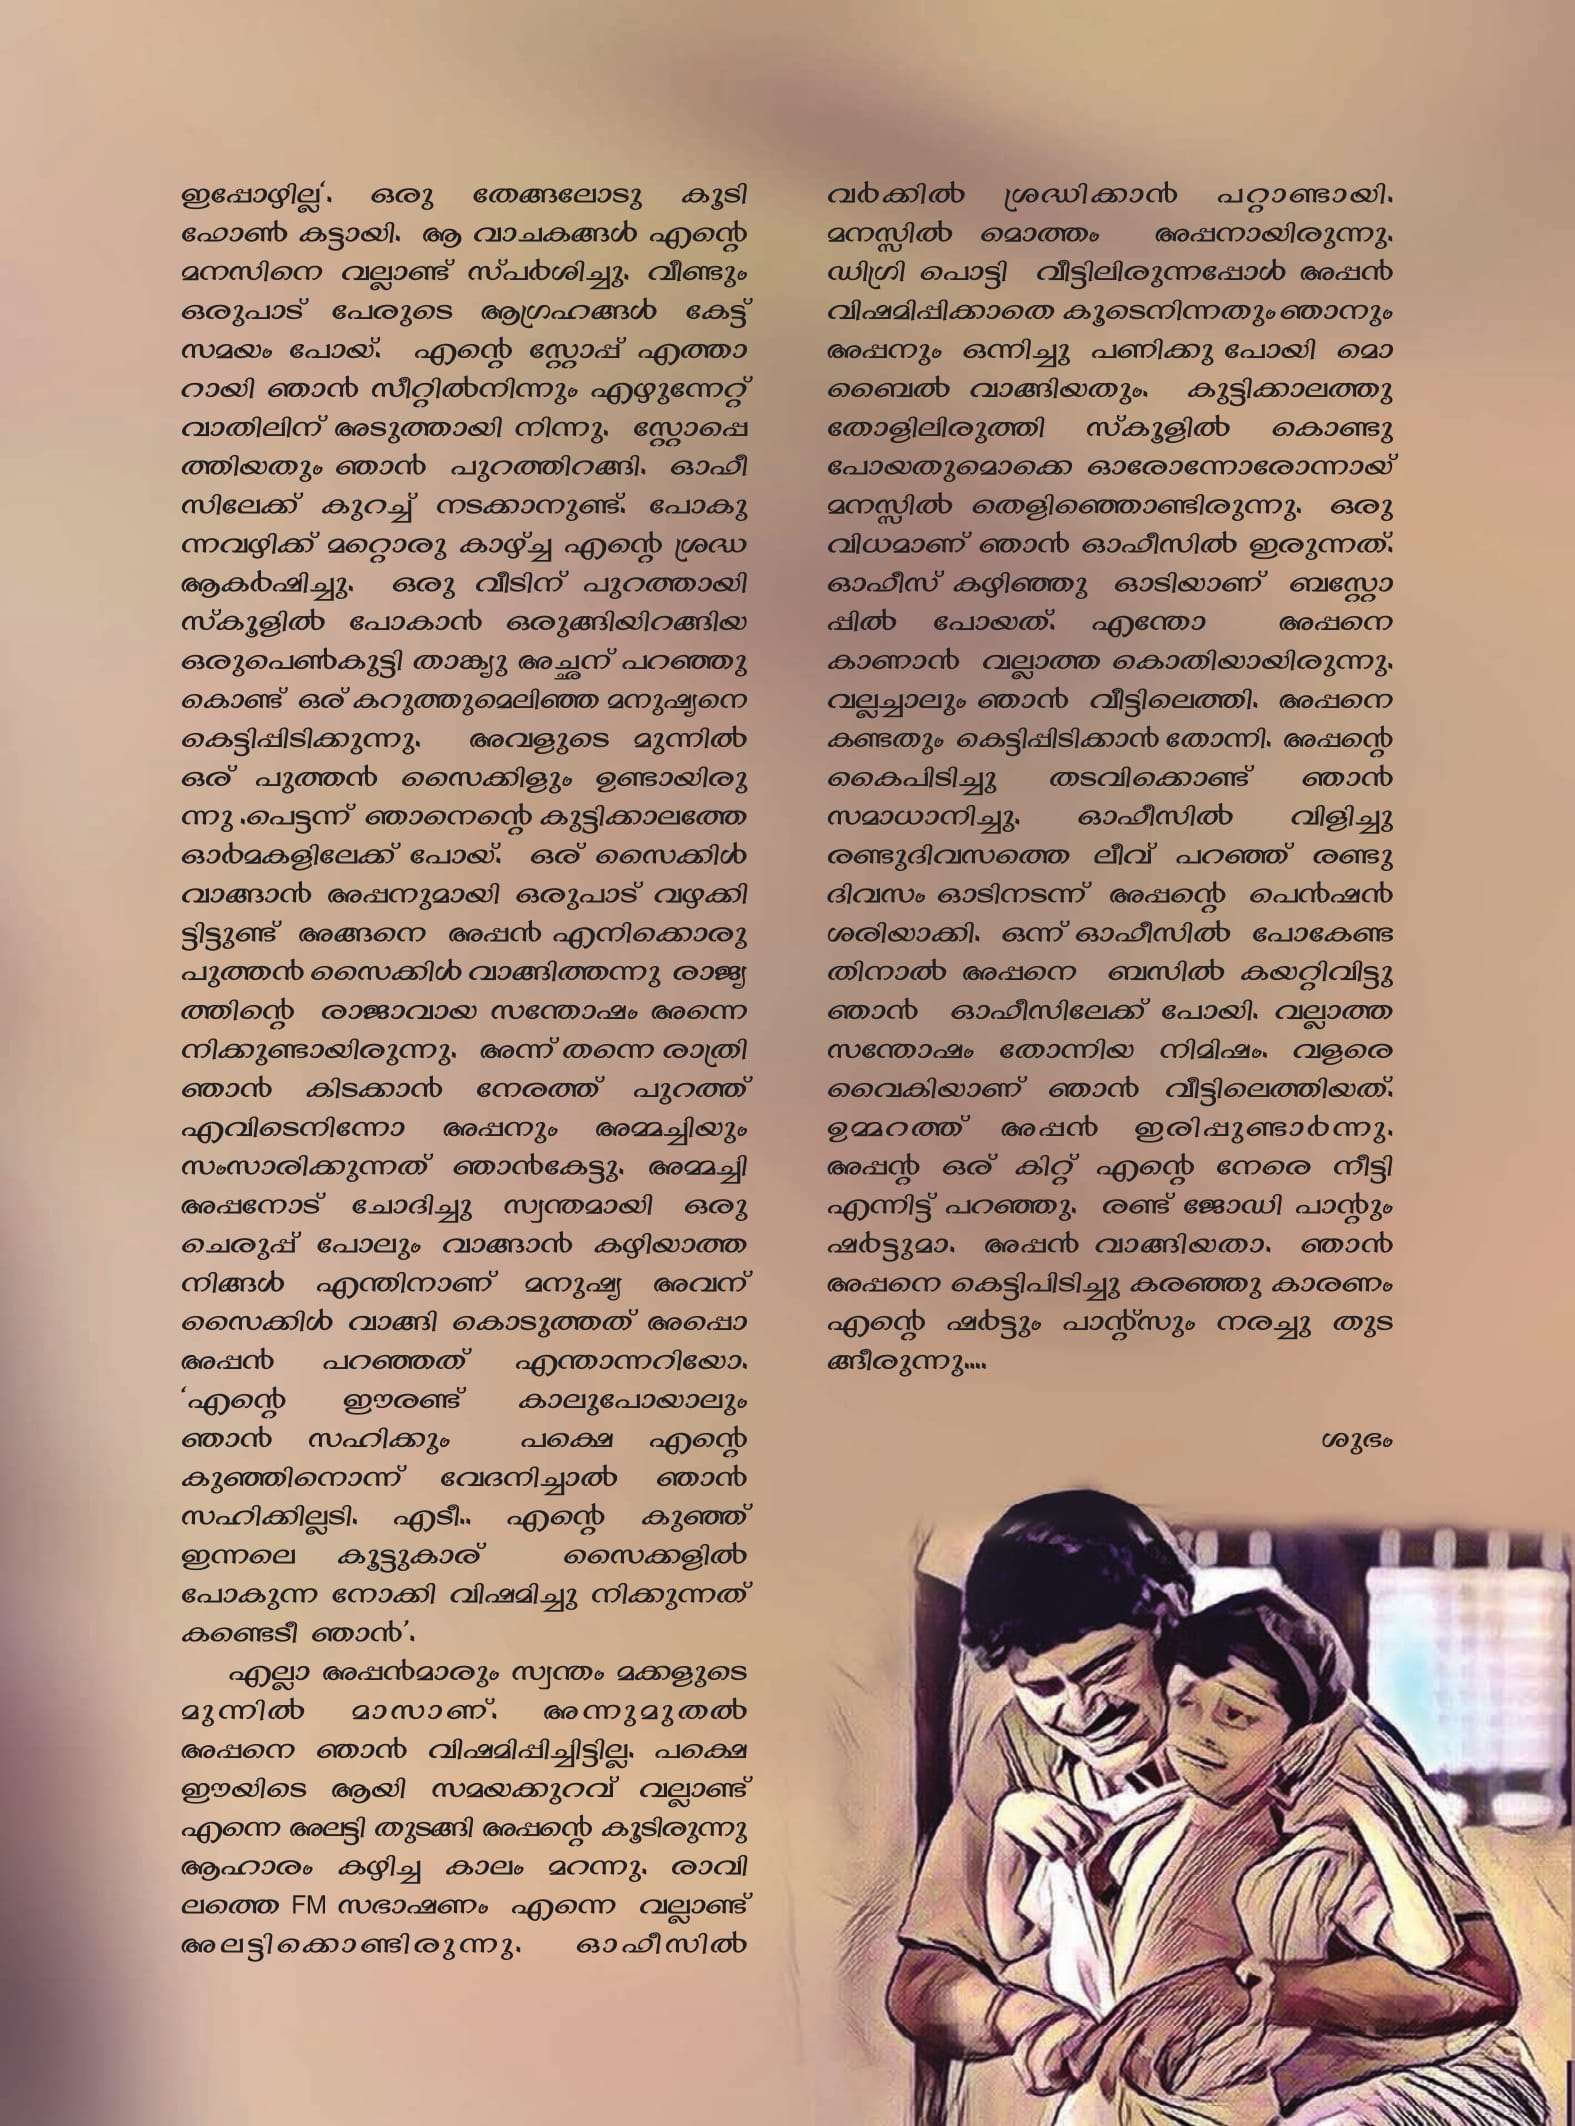 ഇപ്പോഴില്ല‘. ഒരു തേങ്ങലോടു കൂടി
ഫോൺ കട്ടായി. ആ വാചകങ്ങൾ എന്റെ
മനസിനെ വല്ലാണ്ട് സ്പർശിച്ചു. വീണ്ടും
ഒരുപാട് പേരുടെ ആഗ്രഹങ്ങൾ കേട്ട്
സമയം പോയ്. എന്റെ സ്റ്റോപ്പ് എത്താ
റായി ഞാൻ സീറ്റിൽനിന്നും എഴുന്നേറ്റ്
വാതിലിന് അടുത്തായി നിന്നു. സ്റ്റോപ്പെ
ത്തിയതും ഞാൻ പുറത്തിറങ്ങി. ഓഫീ
സിലേക്ക് കുറച്ച് നടക്കാനുണ്ട്. പോകു
ന്നവഴിക്ക് മറ്റൊരു കാഴ്ച്ച എന്റെ ശ്രദ്ധ
ആകർഷിച്ചു. ഒരു വീടിന് പുറത്തായി
സ്കൂളിൽ പോകാൻ ഒരുങ്ങിയിറങ്ങിയ
ഒരുപെൺകുട്ടി താങ്ക്യു അച്ഛന് പറഞ്ഞു
കൊണ്ട് ഒര് കറുത്തുമെലിഞ്ഞ മനുഷ്യനെ
കെട്ടിപ്പിടിക്കുന്നു. അവളുടെ മുന്നിൽ
ഒര് പുത്തൻ സൈക്കിളും ഉണ്ടായിരു
ന്നു .പെട്ടന്ന് ഞാനെന്റെ കുട്ടിക്കാലത്തേ
ഓർമകളിലേക്ക് പോയ്. ഒര് സൈക്കിൾ
വാങ്ങാൻ അപ്പനുമായി ഒരുപാട് വഴക്കി
ട്ടിട്ടുണ്ട് അങ്ങനെ അപ്പൻ എനിക്കൊരു
പുത്തൻ സൈക്കിൾ വാങ്ങിത്തന്നു രാജ്യ
ത്തിന്റെ രാജാവായ സന്തോഷം അന്നെ
നിക്കുണ്ടായിരുന്നു. അന്ന് തന്നെ രാത്രി
ഞാൻ കിടക്കാൻ നേരത്ത് പുറത്ത്
എവിടെനിന്നോ അപ്പനും അമ്മച്ചിയും
സംസാരിക്കുന്നത് ഞാൻകേട്ടു. അമ്മച്ചി
അപ്പനോട് ചോദിച്ചു സ്വന്തമായി ഒരു
ചെരുപ്പ് പോലും വാങ്ങാൻ കഴിയാത്ത
നിങ്ങൾ എന്തിനാണ് മനുഷ്യ അവന്
സൈക്കിൾ വാങ്ങി കൊടുത്തത് അപ്പൊ
അപ്പൻ പറഞ്ഞത് എന്താന്നറിയോ.
‘എന്റെ ഈരണ്ട് കാലുപോയാലും
ഞാൻ സഹിക്കും പക്ഷെ എന്റെ
കുഞ്ഞിനൊന്ന് വേദനിച്ചാൽ ഞാൻ
സഹിക്കില്ലടി. എടീ.. എന്റെ കുഞ്ഞ്
ഇന്നലെ കൂട്ടുകാര് സൈക്കളിൽ
പോകുന്ന നോക്കി വിഷമിച്ചു നിക്കുന്നത്
കണ്ടെടീ ഞാൻ’.
എല്ലാ അപ്പൻമാരും സ്വന്തം മക്കളുടെ
മുന്നിൽ മാസാണ്. അന്നുമുതൽ
അപ്പനെ ഞാൻ വിഷമിപ്പിച്ചിട്ടില്ല. പക്ഷെ
ഈയിടെ ആയി സമയക്കുറവ് വല്ലാണ്ട്
എന്നെ അലട്ടി തുടങ്ങി അപ്പന്റെ കൂടിരുന്നു
ആഹാരം കഴിച്ച കാലം മറന്നു. രാവി
ലത്തെ FM സഭാഷണം എന്നെ വല്ലാണ്ട്
അലട്ടിക്കൊണ്ടിരുന്നു. ഓഫീസിൽ
വർക്കിൽ ശ്രദ്ധിക്കാൻ പറ്റാണ്ടായി.
മനസ്സിൽ മൊത്തം അപ്പനായിരുന്നു.
ഡിഗ്രി പൊട്ടി വീട്ടിലിരുന്നപ്പോൾ അപ്പൻ
വിഷമിപ്പിക്കാതെ കൂടെനിന്നതും ഞാനും
അപ്പനും ഒന്നിച്ചു പണിക്കു പോയി മൊ
ബൈൽ വാങ്ങിയതും. കുട്ടിക്കാലത്തു
തോളിലിരുത്തി സ്കൂളിൽ കൊണ്ടു
പോയതുമൊക്കെ ഓരോന്നോരോന്നായ്
മനസ്സിൽ തെളിഞ്ഞൊണ്ടിരുന്നു. ഒരു
വിധമാണ് ഞാൻ ഓഫീസിൽ ഇരുന്നത്.
ഓഫീസ് കഴിഞ്ഞു ഓടിയാണ് ബസ്റ്റോ
പ്പിൽ പോയത്. എന്തോ അപ്പനെ
കാണാൻ വല്ലാത്ത കൊതിയായിരുന്നു.
വല്ലച്ചാലും ഞാൻ വീട്ടിലെത്തി. അപ്പനെ
കണ്ടതും കെട്ടിപ്പിടിക്കാൻ തോന്നി. അപ്പന്റെ
കൈപിടിച്ചു തടവിക്കൊണ്ട് ഞാൻ
സമാധാനിച്ചു. ഓഫീസിൽ വിളിച്ചു
രണ്ടുദിവസത്തെ ലീവ് പറഞ്ഞ് രണ്ടു
ദിവസം ഓടിനടന്ന് അപ്പന്റെ പെൻഷൻ
ശരിയാക്കി. ഒന്ന് ഓഫീസിൽ പോകേണ്ട
തിനാൽ അപ്പനെ ബസിൽ കയറ്റിവിട്ടു
ഞാൻ ഓഫീസിലേക്ക് പോയി. വല്ലാത്ത
സന്തോഷം തോന്നിയ നിമിഷം. വളരെ
വൈകിയാണ് ഞാൻ വീട്ടിലെത്തിയത്.
ഉമ്മറത്ത് അപ്പൻ ഇരിപ്പുണ്ടാർന്നു.
അപ്പന്റ ഒര് കിറ്റ് എന്റെ നേരെ നീട്ടി
എന്നിട്ട് പറഞ്ഞു. രണ്ട് ജോഡി പാന്റും
ഷർട്ടുമാ. അപ്പൻ വാങ്ങിയതാ. ഞാൻ
അപ്പനെ കെട്ടിപിടിച്ചു കരഞ്ഞു കാരണം
എന്റെ ഷർട്ടും പാന്റ്സും നരച്ചു തുട
ങ്ങീരുന്നു....
ശുഭം